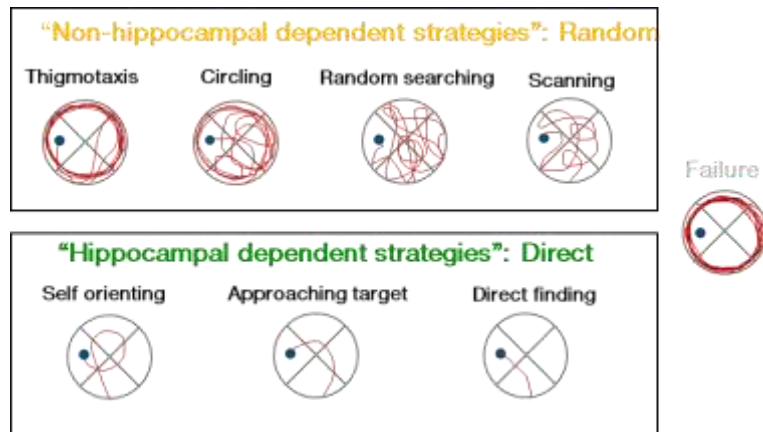 “Non-hippocampal dependent strategies”: Random
Thigmotaxis Circling Random searching Scanning
Failure
“Hippocampal dependent strategies”: Direct
Self orienting Approaching target Direct finding